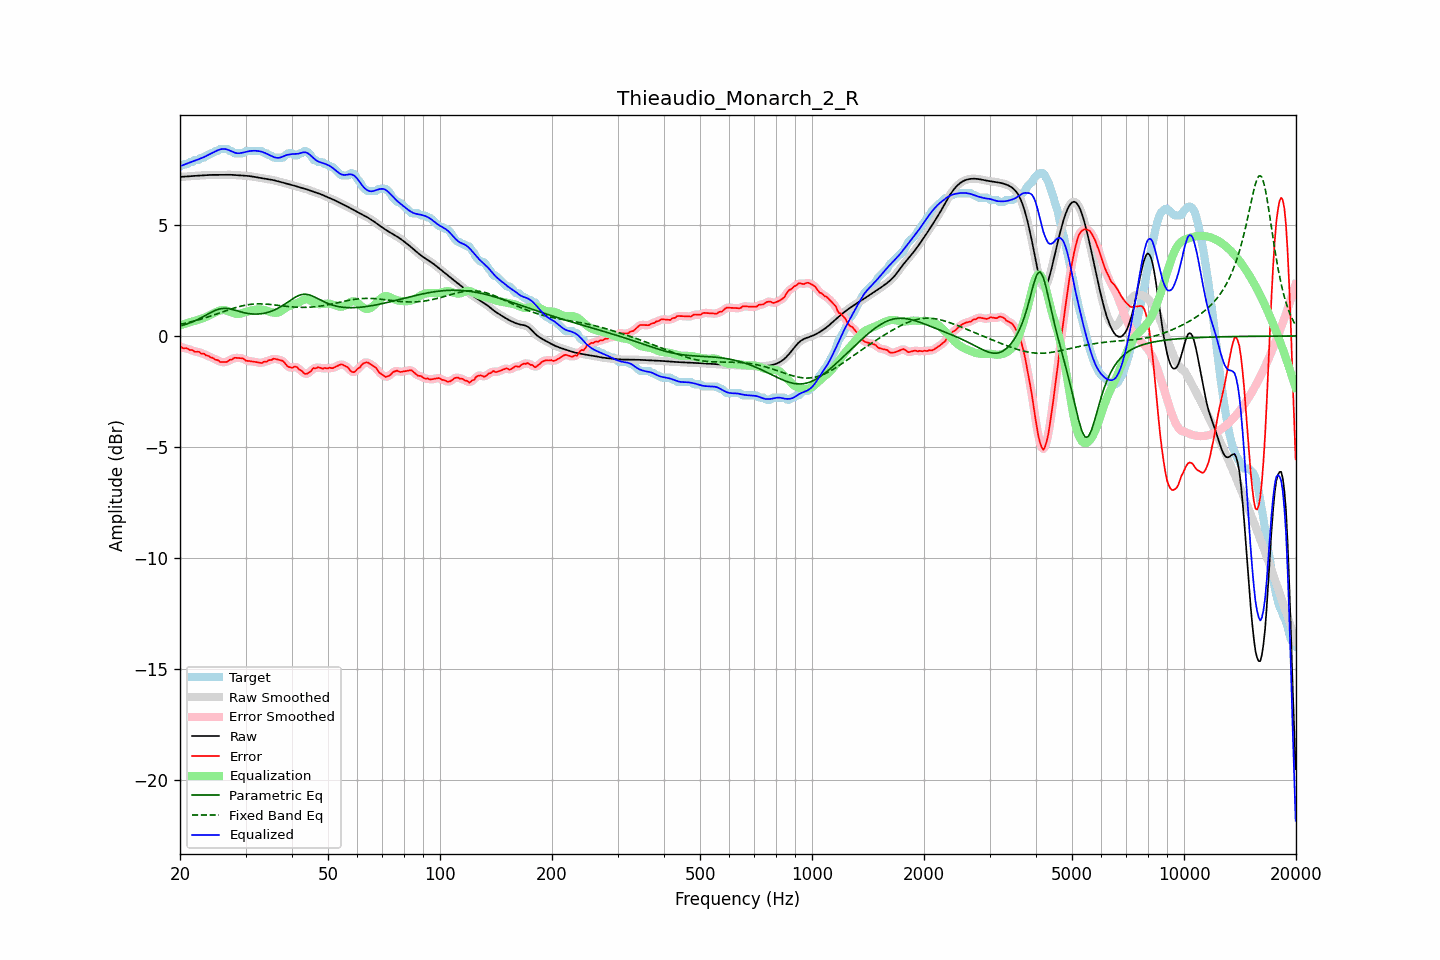 Thieaudio_Monarch_2_R
Amplitude (dBr)
5
0
−5
−10
−15
−20
Target
Raw Smoothed
Error Smoothed
Raw
Error
Equalization
Parametric Eq
Fixed Band Eq
Equalized
20 50 100 200 500 1000 2000 5000 10000 20000
Frequency (Hz)